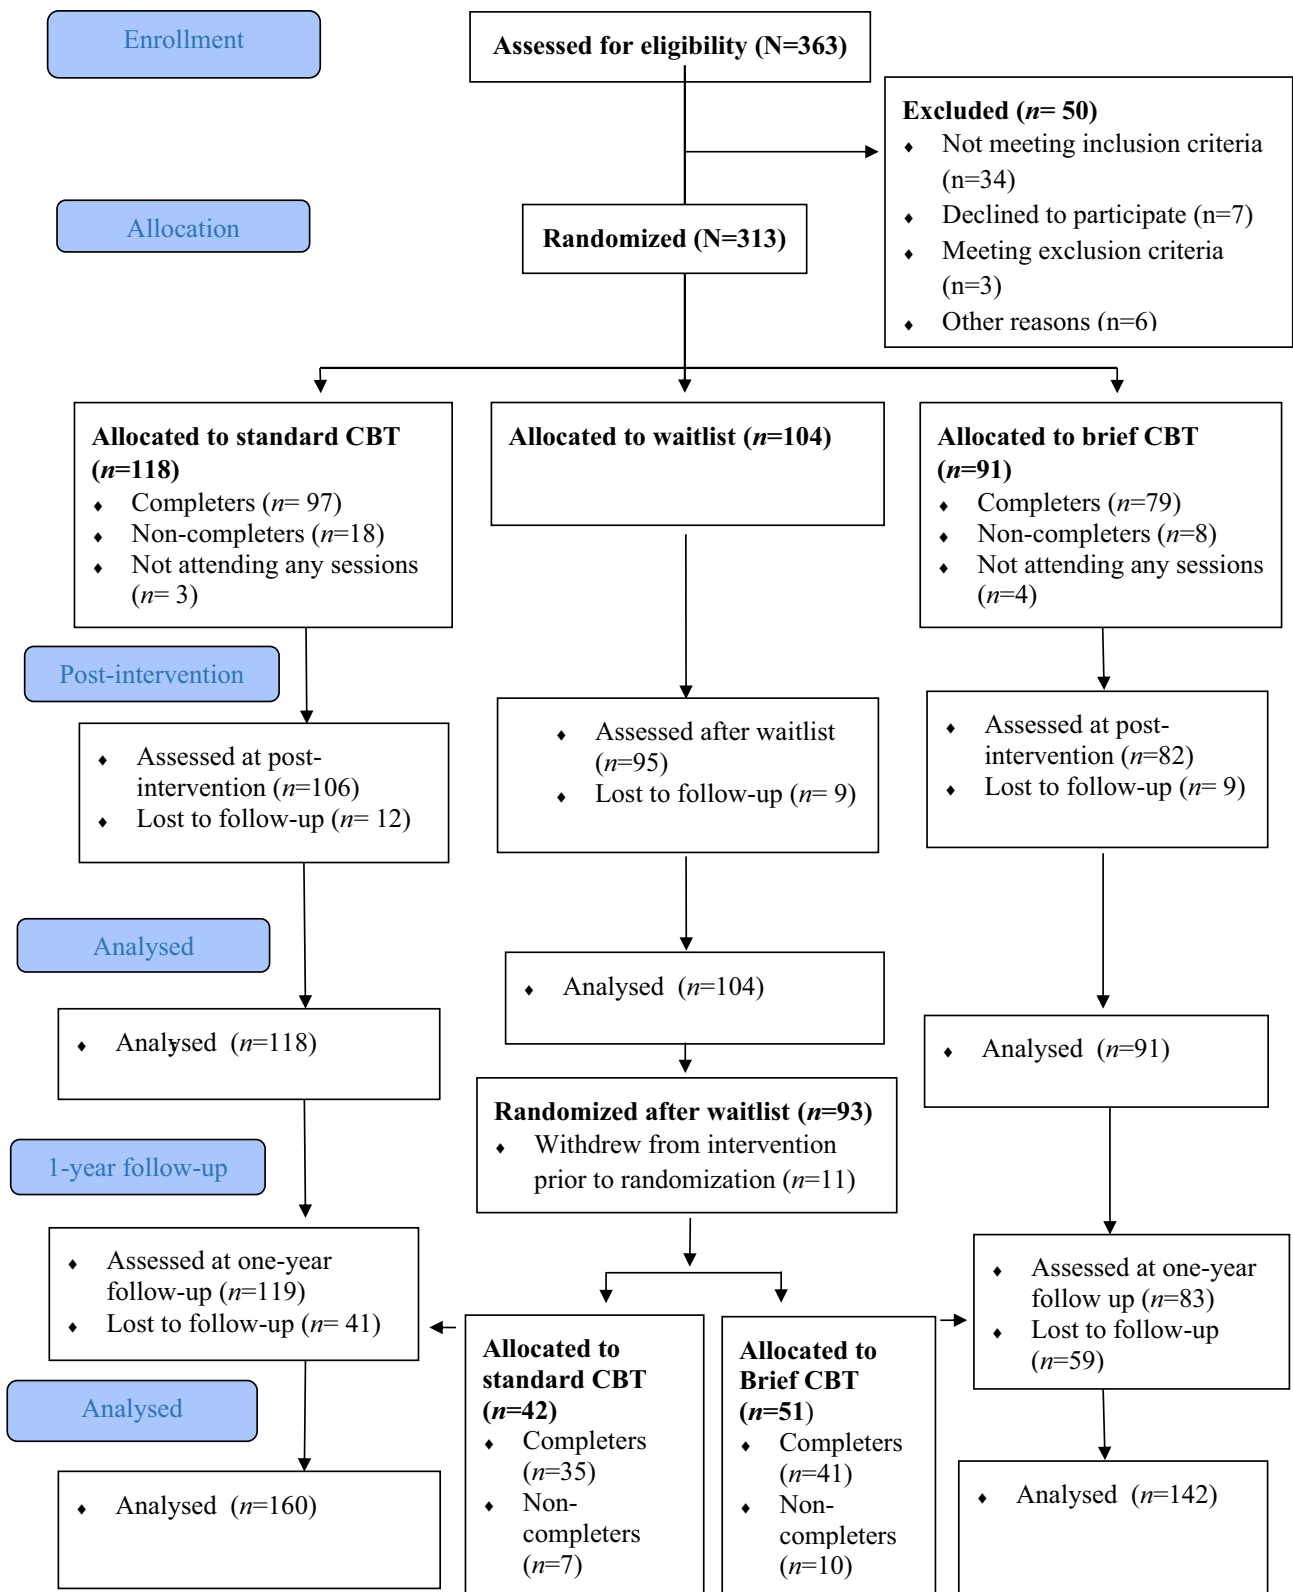 Enrollment
Assessed for eligibility (N=363)
Excluded (n= 50)
♦ Not meeting inclusion criteria
(n=34)
♦ Declined to participate (n=7)
♦ Meeting exclusion criteria
(n=3)
♦ Other reasons (n=6)
Allocation
Randomized (N=313)
Allocated to standard CBT
(n=118)
♦ Completers (n= 97)
♦ Non-completers (n=18)
♦ Not attending any sessions
(n= 3)
Allocated to waitlist (n=104)
Allocated to brief CBT
(n=91)
♦ Completers (n=79)
♦ Non-completers (n=8)
♦ Not attending any sessions
(n=4)
Post-intervention
♦ Assessed at post-
intervention (n=106)
♦ Lost to follow-up (n= 12)
♦ Assessed after waitlist
(n=95)
♦ Lost to follow-up (n= 9)
♦ Assessed at post-
intervention (n=82)
♦ Lost to follow-up (n= 9)
Analysed
♦ Analysed (n=118)
♦ Analysed (n=104)
♦ Analysed (n=91)
Randomized after waitlist (n=93)
♦ Withdrew from intervention
prior to randomization (n=11)
1-year follow-up
♦ Assessed at one-year
follow-up (n=119)
♦ Lost to follow-up (n= 41)
Allocated to
standard CBT
(n=42)
♦ Completers
(n=35)
♦ Non-
completers
(n=7)
Allocated to
Brief CBT
(n=51)
♦ Completers
(n=41)
♦ Non-
completers
(n=10)
♦ Assessed at one-year
follow up (n=83)
♦ Lost to follow-up
(n=59)
Analysed
♦ Analysed (n=160)
♦ Analysed (n=142)